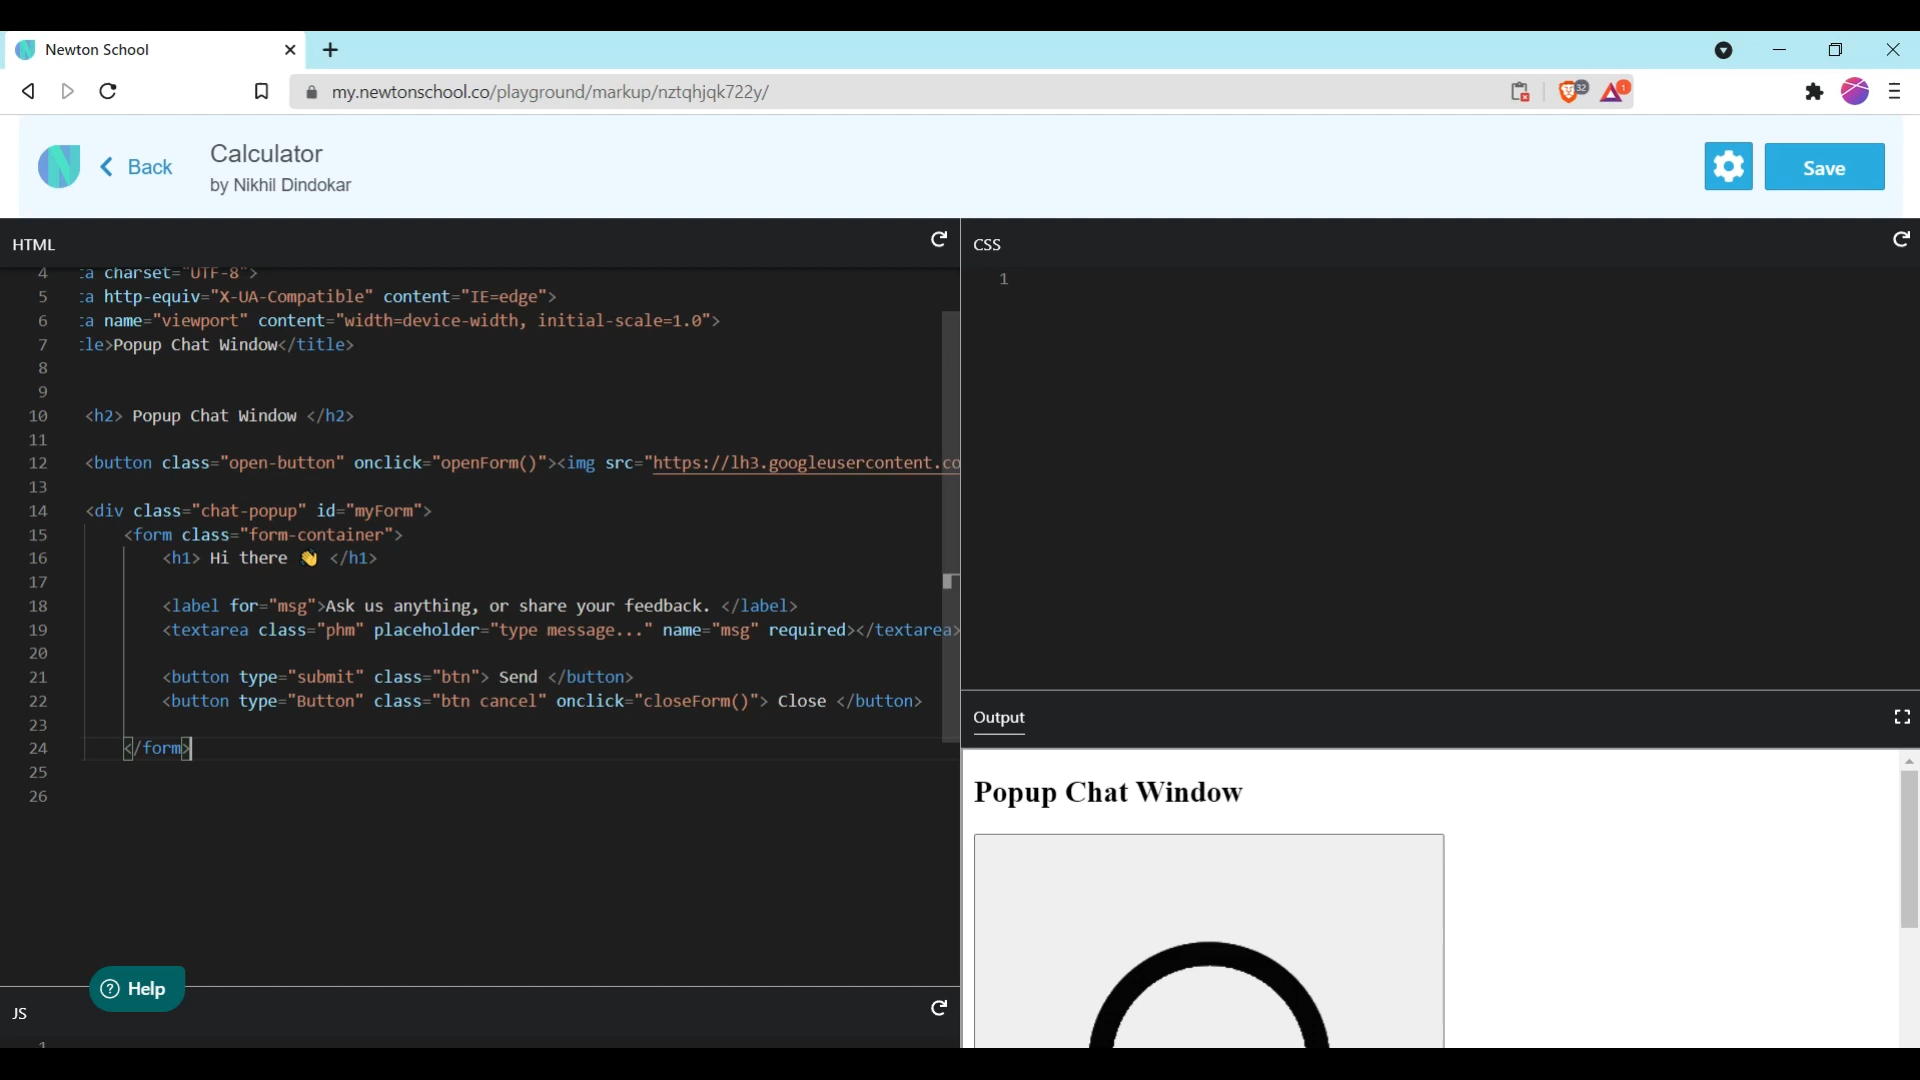 Newton School
my.newtonschool.co/playground/markup/nztqhjqk722y/
32
1
Back
Calculator
by Nikhil Dindokar
Save
HTML
4 :a charset="UTF-8">
5 :a http-equiv="X-UA-Compatible" content="IE=edge">
6 :a name="viewport" content="width=device-width, initial-scale=1.0">
7 :le>Popup Chat Window</title>
8
9
10 <h2> Popup Chat Window </h2>
11
12 <button class="open-button" onclick="openForm()"><img src="https://lh3.googleusercontent.co
13
14 <div class="chat-popup" id="myForm">
15 <form class="form-container">
16 <h1> Hi there 👋 </h1>
17
18 <label for="msg">Ask us anything, or share your feedback. </label>
19 <textarea class="phm" placeholder="type message..." name="msg" required></textarea>
20
21 <button type="submit" class="btn"> Send </button>
22 <button type="Button" class="btn cancel" onclick="closeForm()"> Close </button>
23
24 </form>
25
26
Help
JS
1
CSS
1
Output
Popup Chat Window